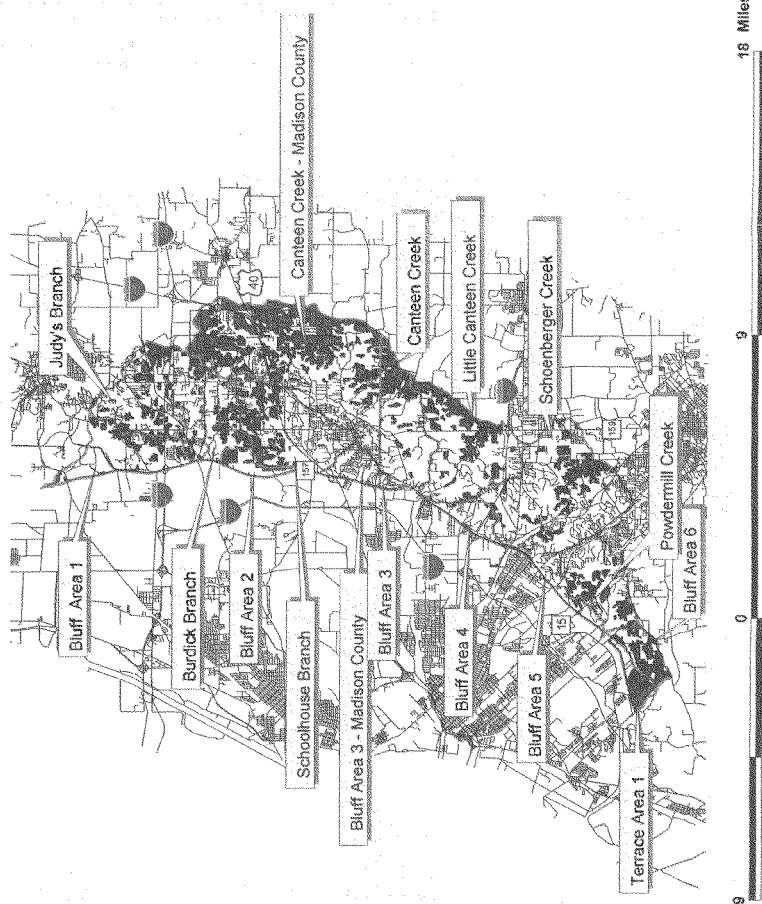 Judy's Branch
Bluff Area 1
Burdick Branch
Bluff Area 2
Schoolhouse Branch
Bluff Area 3 - Madison County
Bluff Area 3
Canteen Creek - Madison County
Canteen Creek
Little Canteen Creek
Schoenberger Creek
Bluff Area 4
Bluff Area 5
Powdermill Creek
Bluff Area 6
Terrace Area 1
40
157
159
15
9
0
9
18 Miles